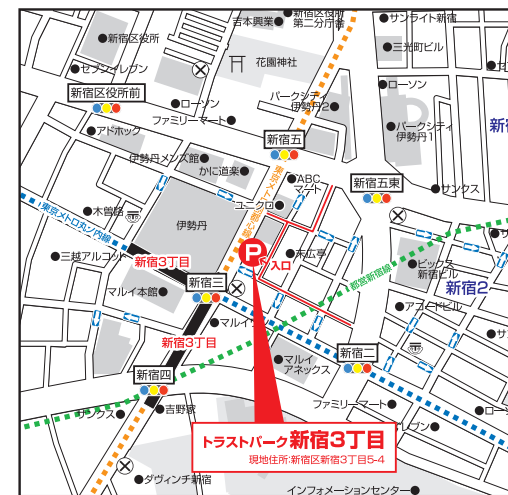 吉本興業
新宿区役所
第二分庁舎
サンライト新宿
新宿区役所
三光町ビル
セブンイレブン
花園神社
新宿区役所前
ローソン
パークシティ
伊勢丹2
ローソン
アドホック
ファミリーマート
新宿五
パークシティ
伊勢丹1
伊勢丹メンズ館
かに道楽
ABC
マート
新宿五東
サンクス
東京メトロ丸ノ内線
木曽路
伊勢丹
ユニクロ
三越アルコット
新宿3丁目
P
入口
末広亭
都営新宿線
ビックス
新宿ビル
新宿2
マルイ本館
新宿三
アコードビル
新宿3丁目
マルイ
アネックス
新宿二
新宿四
サンクス
吉野家
ファミリーマート
トラストパーク 新宿3丁目
現地住所:新宿区新宿3丁目5-4
ダヴィンチ新宿
インフォメーションセンター